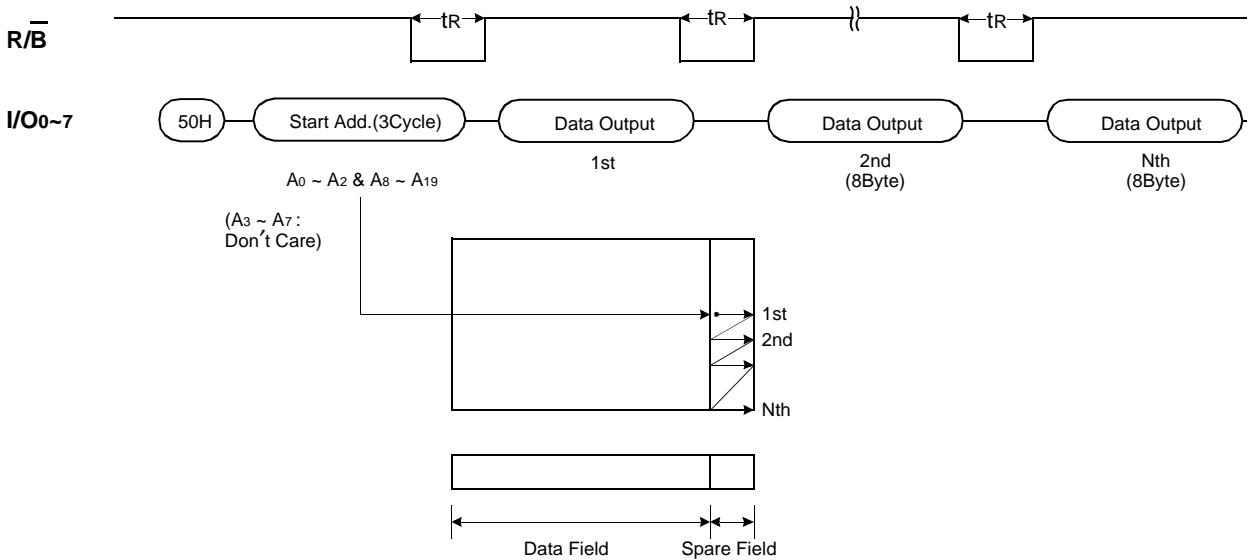 R/B
tR tR tR
I/O0~7
50H Start Add.(3Cycle) Data Output Data Output Data Output
1st 2nd Nth
(8Byte) (8Byte)
A0 ~ A2 & A8 ~ A19
(A3 ~ A7 :
Don't Care)
1st
2nd
Nth
Data Field Spare Field